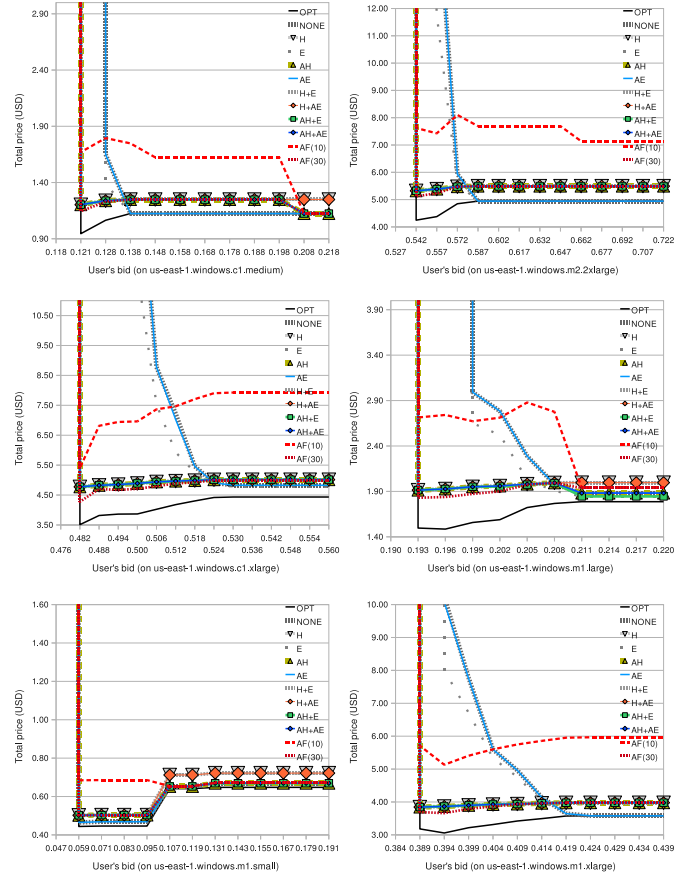 2.90
2.40
1.90
1.40
0.90
Total price (USD)
OPT
NONE
H
E
AH
AE
H+E
H+AE
AH+E
AH+AE
AF(10)
AF(30)
0.121 0.128 0.138 0.148 0.158 0.168 0.178 0.188 0.198 0.208 0.218
0.118
User's bid (on us-east-1.windows.c1.medium)
12.00
11.00
10.00
9.00
8.00
7.00
6.00
5.00
4.00
Total price (USD)
OPT
NONE
H
E
AH
AE
H+E
H+AE
AH+E
AH+AE
AF(10)
AF(30)
0.542 0.572 0.602 0.632 0.662 0.692 0.722
0.527 0.557 0.587 0.617 0.647 0.677 0.707
User's bid (on us-east-1.windows.m2.2xlarge)
10.50
9.50
8.50
7.50
6.50
5.50
4.50
3.50
Total price (USD)
OPT
NONE
H
E
AH
AE
H+E
H+AE
AH+E
AH+AE
AF(10)
AF(30)
0.482 0.494 0.506 0.518 0.530 0.542 0.554
0.476 0.488 0.500 0.512 0.524 0.536 0.548 0.560
User's bid (on us-east-1.windows.c1.xlarge)
3.90
3.40
2.90
2.40
1.90
1.40
Total price (USD)
OPT
NONE
H
E
AH
AE
H+E
H+AE
AH+E
AH+AE
AF(10)
AF(30)
0.190 0.193 0.196 0.199 0.202 0.205 0.208 0.211 0.214 0.217 0.220
User's bid (on us-east-1.windows.m1.large)
1.60
1.40
1.20
1.00
0.80
0.60
0.40
Total price (USD)
OPT
NONE
H
E
AH
AE
H+E
H+AE
AH+E
AH+AE
AF(10)
AF(30)
0.047 0.059 0.071 0.083 0.095 0.107 0.119 0.131 0.143 0.155 0.167 0.179 0.191
User's bid (on us-east-1.windows.m1.small)
10.00
9.00
8.00
7.00
6.00
5.00
4.00
3.00
Total price (USD)
OPT
NONE
H
E
AH
AE
H+E
H+AE
AH+E
AH+AE
AF(10)
AF(30)
0.384 0.389 0.394 0.399 0.404 0.409 0.414 0.419 0.424 0.429 0.434 0.439
User's bid (on us-east-1.windows.m1.xlarge)